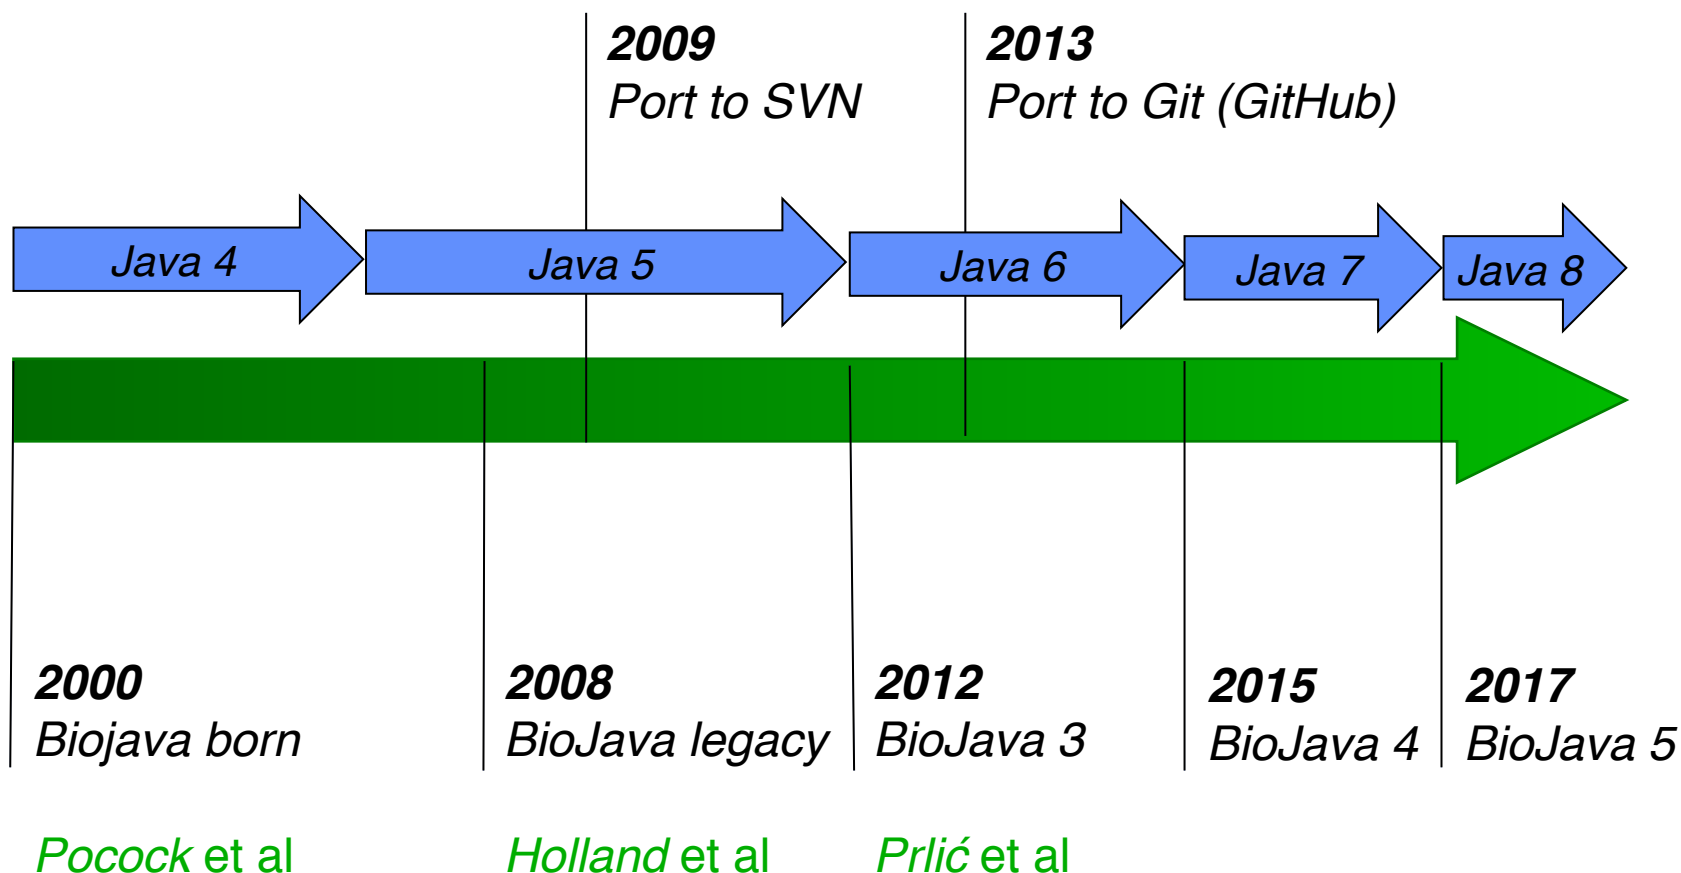 2009
Port to SVN
2013
Port to Git (GitHub)
Java 4
Java 5
Java 6
Java 7
Java 8
2000
Biojava born
2008
BioJava legacy
2012
BioJava 3
2015
BioJava 4
2017
BioJava 5
Pocock et al
Holland et al
Prlić et al